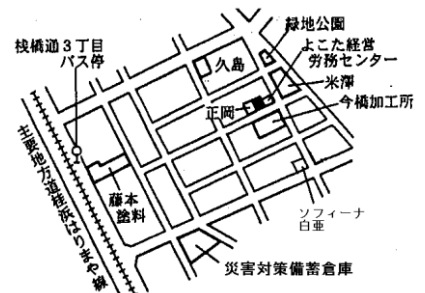 桟橋通3丁目
バス停
緑地公園
よこた経営
労務センター
久島
米澤
正岡
今橋加工所
藤本
塗料
主要地方道桂浜はりまや線
ソフィーナ
白亜
災害対策備蓄倉庫